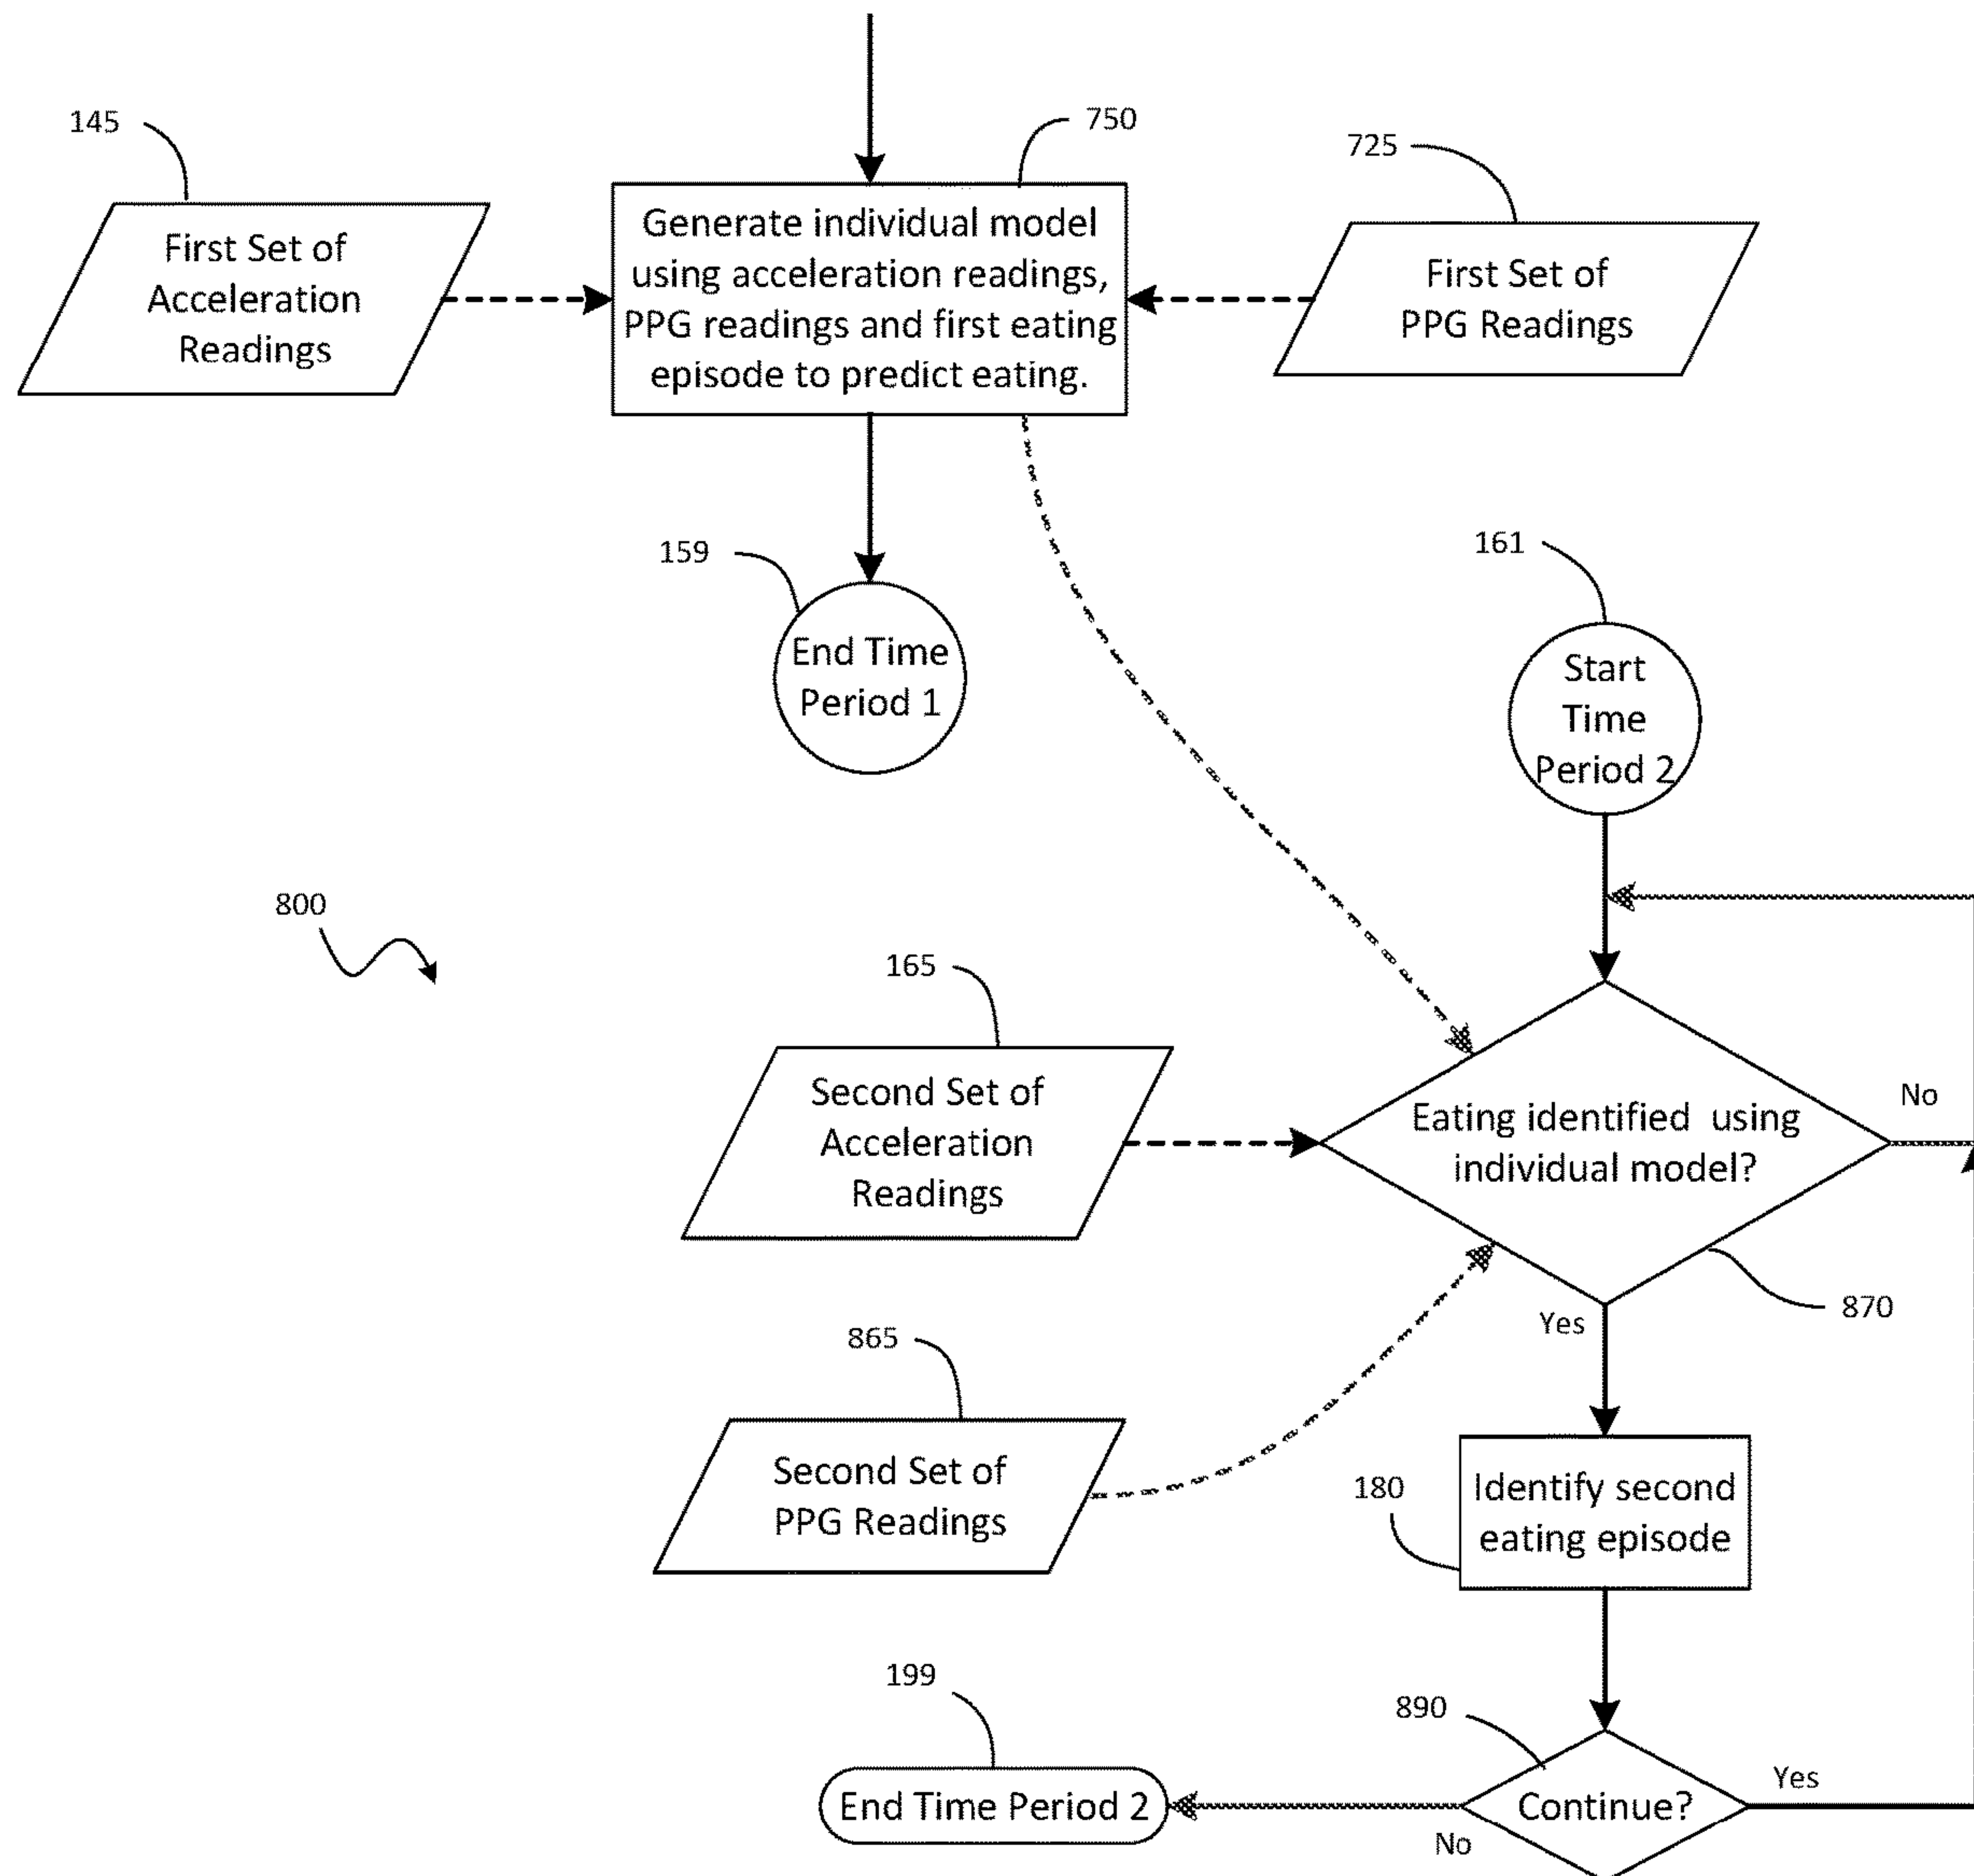 145
750
725
First Set of
Acceleration
Readings
Generate individual model
using acceleration readings,
PPG readings and first eating
episode to predict eating.
First Set of
PPG Readings
159
161
End Time
Period 1
Start
Time
Period 2
800
165
Second Set of
Acceleration
Readings
Eating identified using
individual model?
No
870
Yes
865
Second Set of
PPG Readings
180
Identify second
eating episode
199
890
End Time Period 2
Continue?
Yes
No